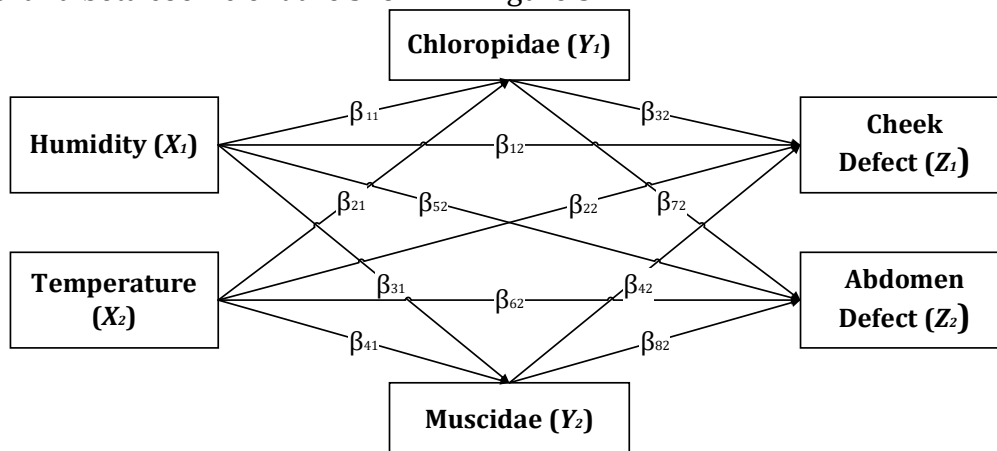 Chloropidae (Y₁)
Humidity (X₁)
Cheek
Defect (Z₁)
β₁₁
β₃₂
β₁₂
β₂₁
β₅₂
β₂₂
β₇₂
Temperature
(X₂)
Abdomen
Defect (Z₂)
β₃₁
β₆₂
β₄₂
β₄₁
β₈₂
Muscidae (Y₂)